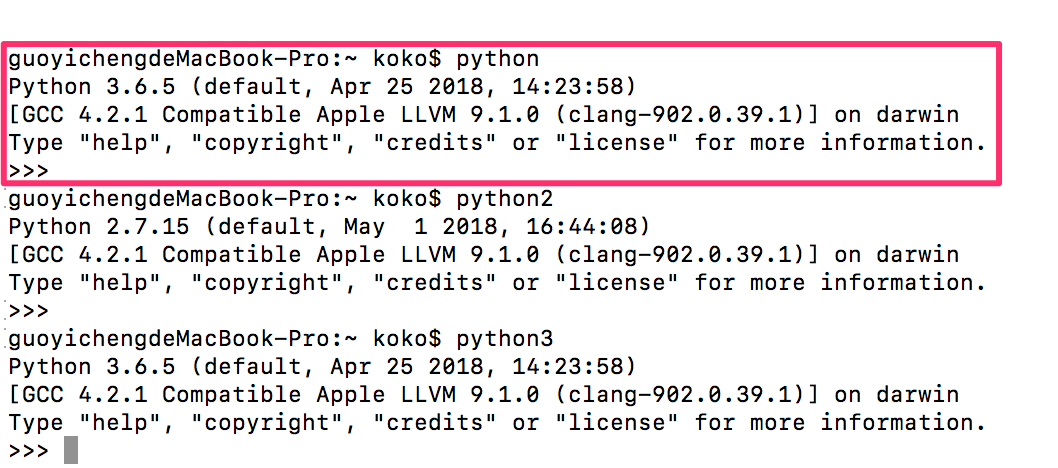 guoyichengdeMacBook-Pro:~ koko$ python
Python 3.6.5 (default, Apr 25 2018, 14:23:58)
[GCC 4.2.1 Compatible Apple LLVM 9.1.0 (clang-902.0.39.1)] on darwin
Type "help", "copyright", "credits" or "license" for more information.
>>>
guoyichengdeMacBook-Pro:~ koko$ python2
Python 2.7.15 (default, May  1 2018, 16:44:08)
[GCC 4.2.1 Compatible Apple LLVM 9.1.0 (clang-902.0.39.1)] on darwin
Type "help", "copyright", "credits" or "license" for more information.
>>>
guoyichengdeMacBook-Pro:~ koko$ python3
Python 3.6.5 (default, Apr 25 2018, 14:23:58)
[GCC 4.2.1 Compatible Apple LLVM 9.1.0 (clang-902.0.39.1)] on darwin
Type "help", "copyright", "credits" or "license" for more information.
>>>